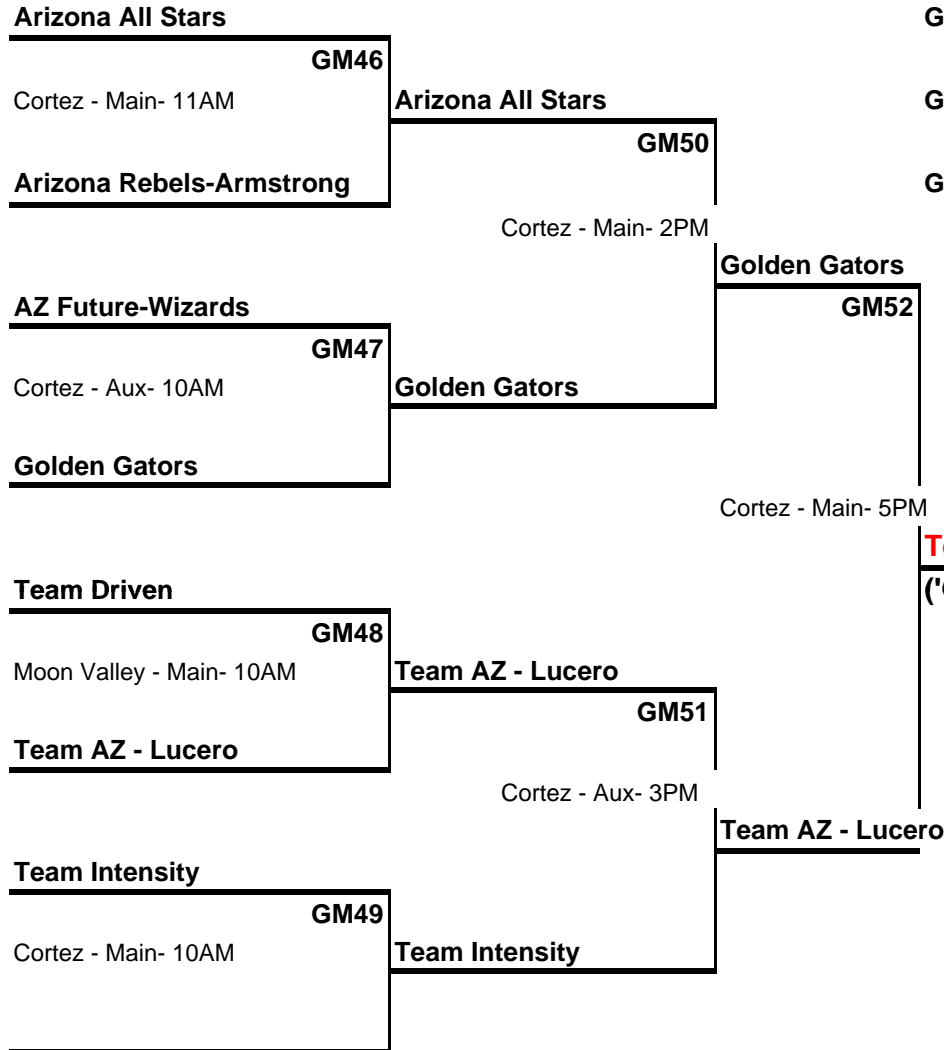 Arizona All Stars
G
GM46
Cortez - Main- 11AM
Arizona All Stars
G
GM50
Arizona Rebels-Armstrong
G
Cortez - Main- 2PM
Golden Gators
AZ Future-Wizards
GM52
GM47
Cortez - Aux- 10AM
Golden Gators
Golden Gators
Cortez - Main- 5PM
Team Driven
GM48
Moon Valley - Main- 10AM
Team AZ - Lucero
GM51
Team AZ - Lucero
Cortez - Aux- 3PM
Team AZ - Lucero
Team Intensity
GM49
Cortez - Main- 10AM
Team Intensity